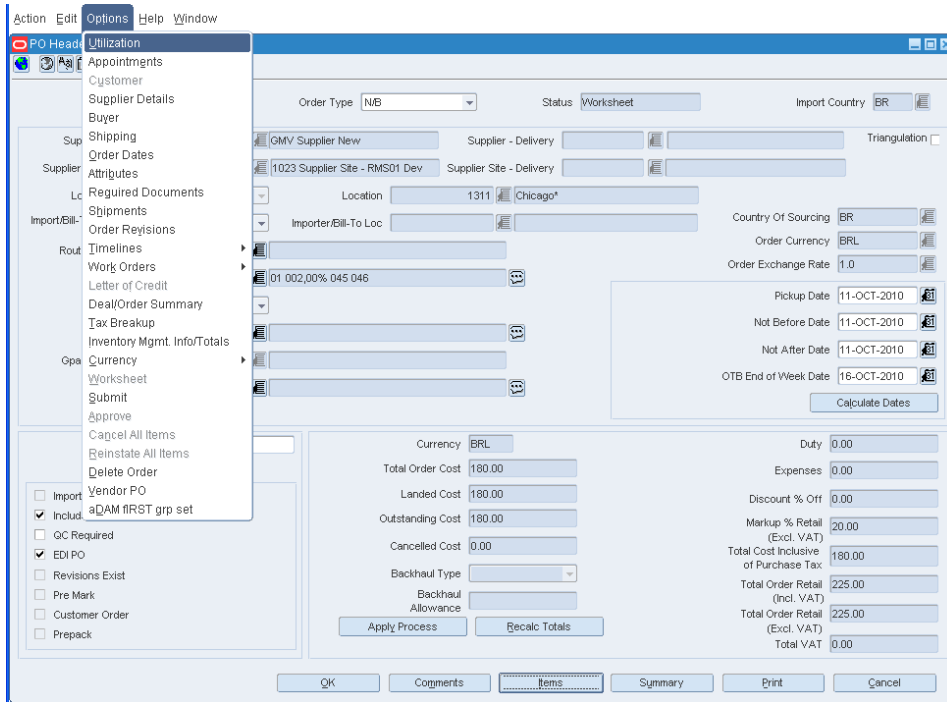 Action Edit Options Help Window
PO Heade
Utilization
Appointments
Customer
Supplier Details
Buyer
Shipping
Order Dates
Attributes
Required Documents
Shipments
Order Revisions
Timelines
Work Orders
Letter of Credit
Deal/Order Summary
Tax Breakup
Inventory Mgmt. Info/Totals
Currency
Worksheet
Submit
Approve
Cancel All Items
Reinstate All Items
Delete Order
Vendor PO
aDAM fIRST grp set
Order Type N/B Status Worksheet Import Country BR
Sup GMV Supplier New Supplier - Delivery Triangulation
Supplier 1023 Supplier Site - RMS01 Dev Supplier Site - Delivery
Lo Location 1311 Chicago*
Import/Bill-T Importer/Bill-To Loc
Rout
01 002,00% 045 046
Gpa
Country Of Sourcing BR
Order Currency BRL
Order Exchange Rate 1.0
Pickup Date 11-OCT-2010
Not Before Date 11-OCT-2010
Not After Date 11-OCT-2010
OTB End of Week Date 16-OCT-2010
Calculate Dates
Import
Includ
QC Required
EDI PO
Revisions Exist
Pre Mark
Customer Order
Prepack
Currency BRL
Total Order Cost 180.00
Landed Cost 180.00
Outstanding Cost 180.00
Cancelled Cost 0.00
Backhaul Type
Backhaul
Allowance
Apply Process Recalc Totals
Duty 0.00
Expenses 0.00
Discount % Off 0.00
Markup % Retail 20.00
(Excl. VAT)
Total Cost Inclusive 180.00
of Purchase Tax
Total Order Retail 225.00
(Incl. VAT)
Total Order Retail 225.00
(Excl. VAT)
Total VAT 0.00
OK Comments Items Summary Print Cancel